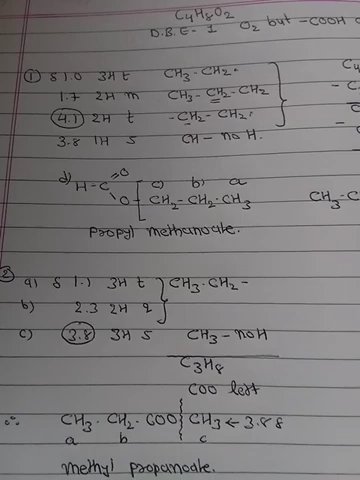 C4H8O2
D.B.E- 1 O2 but -COOH
① δ 1.0 3H t CH3-CH2-
1.7 2H m CH3-CH2-CH2
4.1 2H t -CH2-CH2-
3.8 1H s CH- no H.
d) H-C =O c) b) a
O- CH2-CH2-CH3 CH3-C
propyl methanoate.
② a) δ 1.1 3H t CH3-CH2-
b) 2.3 2H q
c) 3.8 3H s CH3-noH
C3H8
COO left
∴ CH3-CH2-COO CH3 ← 3.8 δ
a b c
methyl propanoate.